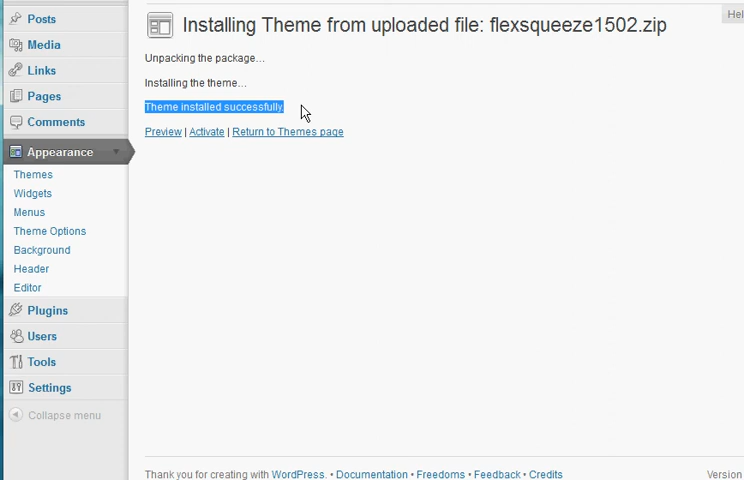 Posts
Media
Links
Pages
Comments
Appearance
Themes
Widgets
Menus
Theme Options
Background
Header
Editor
Plugins
Users
Tools
Settings
Collapse menu
Hel
Installing Theme from uploaded file: flexsqueeze1502.zip
Unpacking the package…
Installing the theme…
Theme installed successfully.
Preview | Activate | Return to Themes page
Thank you for creating with WordPress. • Documentation • Freedoms • Feedback • Credits
Version